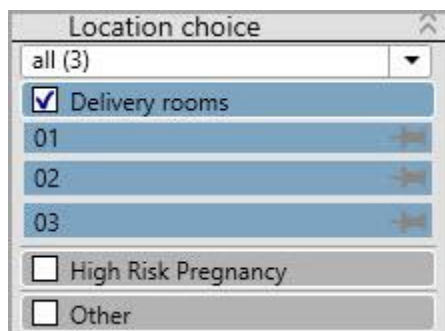 Location choice
all (3)
Delivery rooms
01
02
03
High Risk Pregnancy
Other